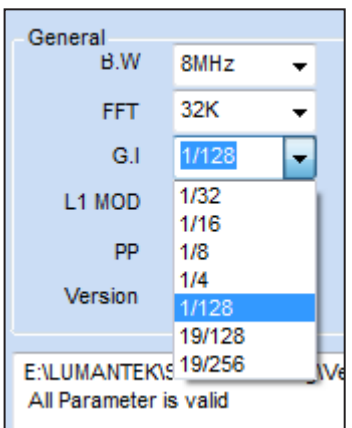 General
B.W 8MHz
FFT 32K
G.I 1/128
L1 MOD 1/32
1/16
PP 1/8
1/4
Version 1/128
19/128
19/256
E:\LUMANTEK\S \Ve
All Parameter is valid